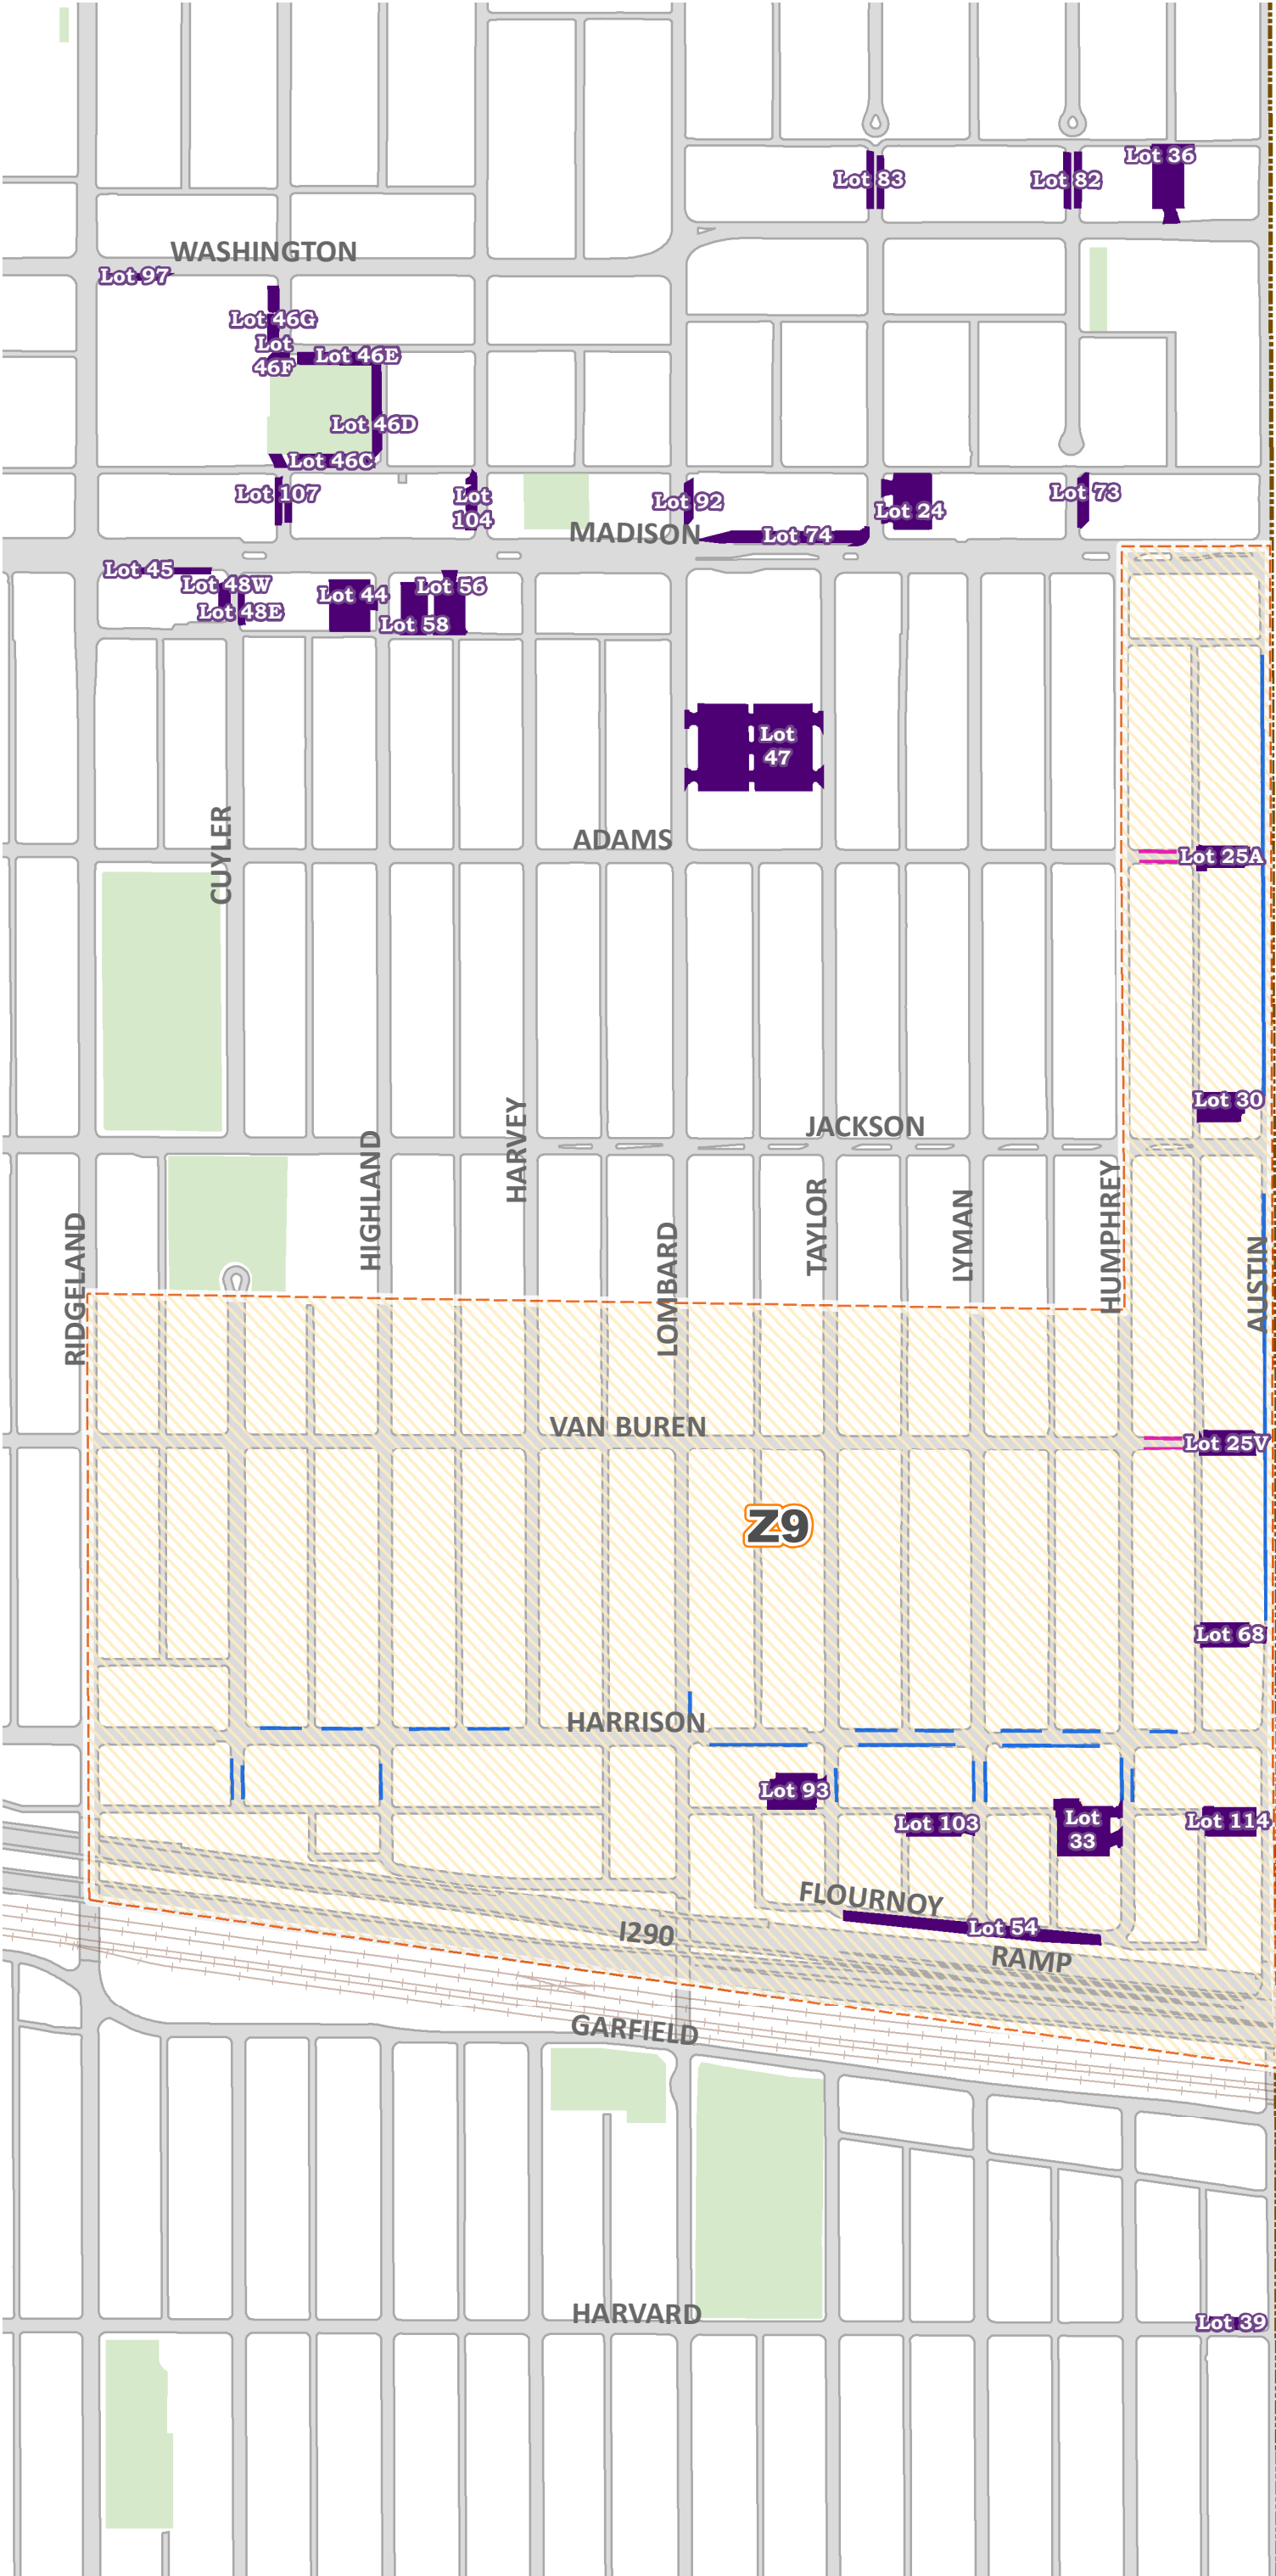 Lot 36
Lot 83
Lot 82
WASHINGTON
Lot 97
Lot 46G
Lot
46F
Lot 46E
Lot 46D
Lot 46C
Lot 107
Lot
104
Lot 92
Lot 24
Lot 73
MADISON
Lot 74
Lot 45
Lot 48W
Lot 48E
Lot 44
Lot 56
Lot 58
Lot
47
CUYLER
ADAMS
Lot 25A
Lot 30
JACKSON
HARVEY
HIGHLAND
RIDGELAND
LOMBARD
TAYLOR
LYMAN
HUMPHREY
AUSTIN
VAN BUREN
Lot 25V
Z9
Lot 68
HARRISON
Lot 93
Lot 103
Lot
33
Lot 114
FLOURNOY
Lot 54
I290
RAMP
GARFIELD
HARVARD
Lot 39